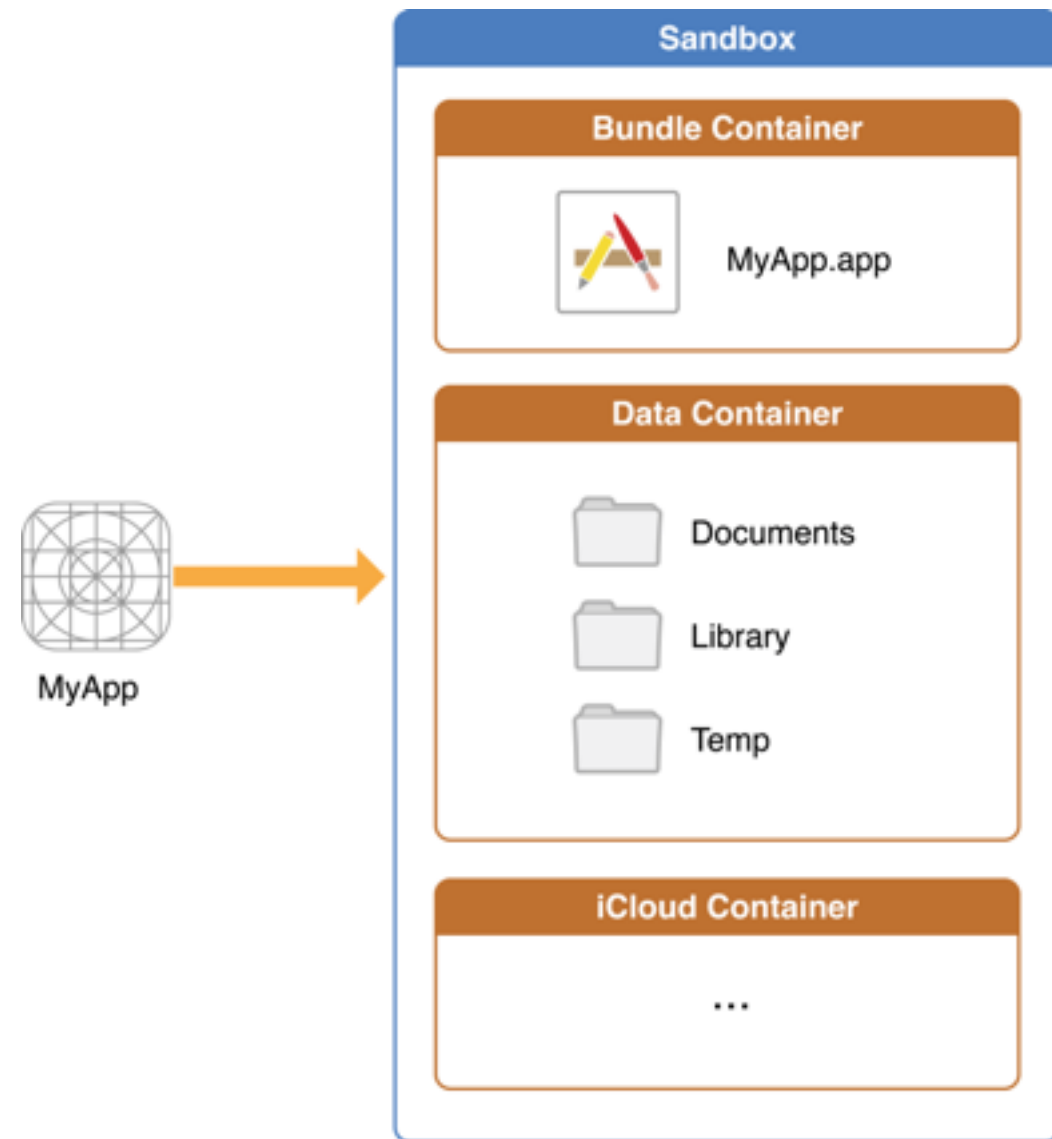 Sandbox
Bundle Container
MyApp.app
Data Container
Documents
Library
Temp
MyApp
iCloud Container
...